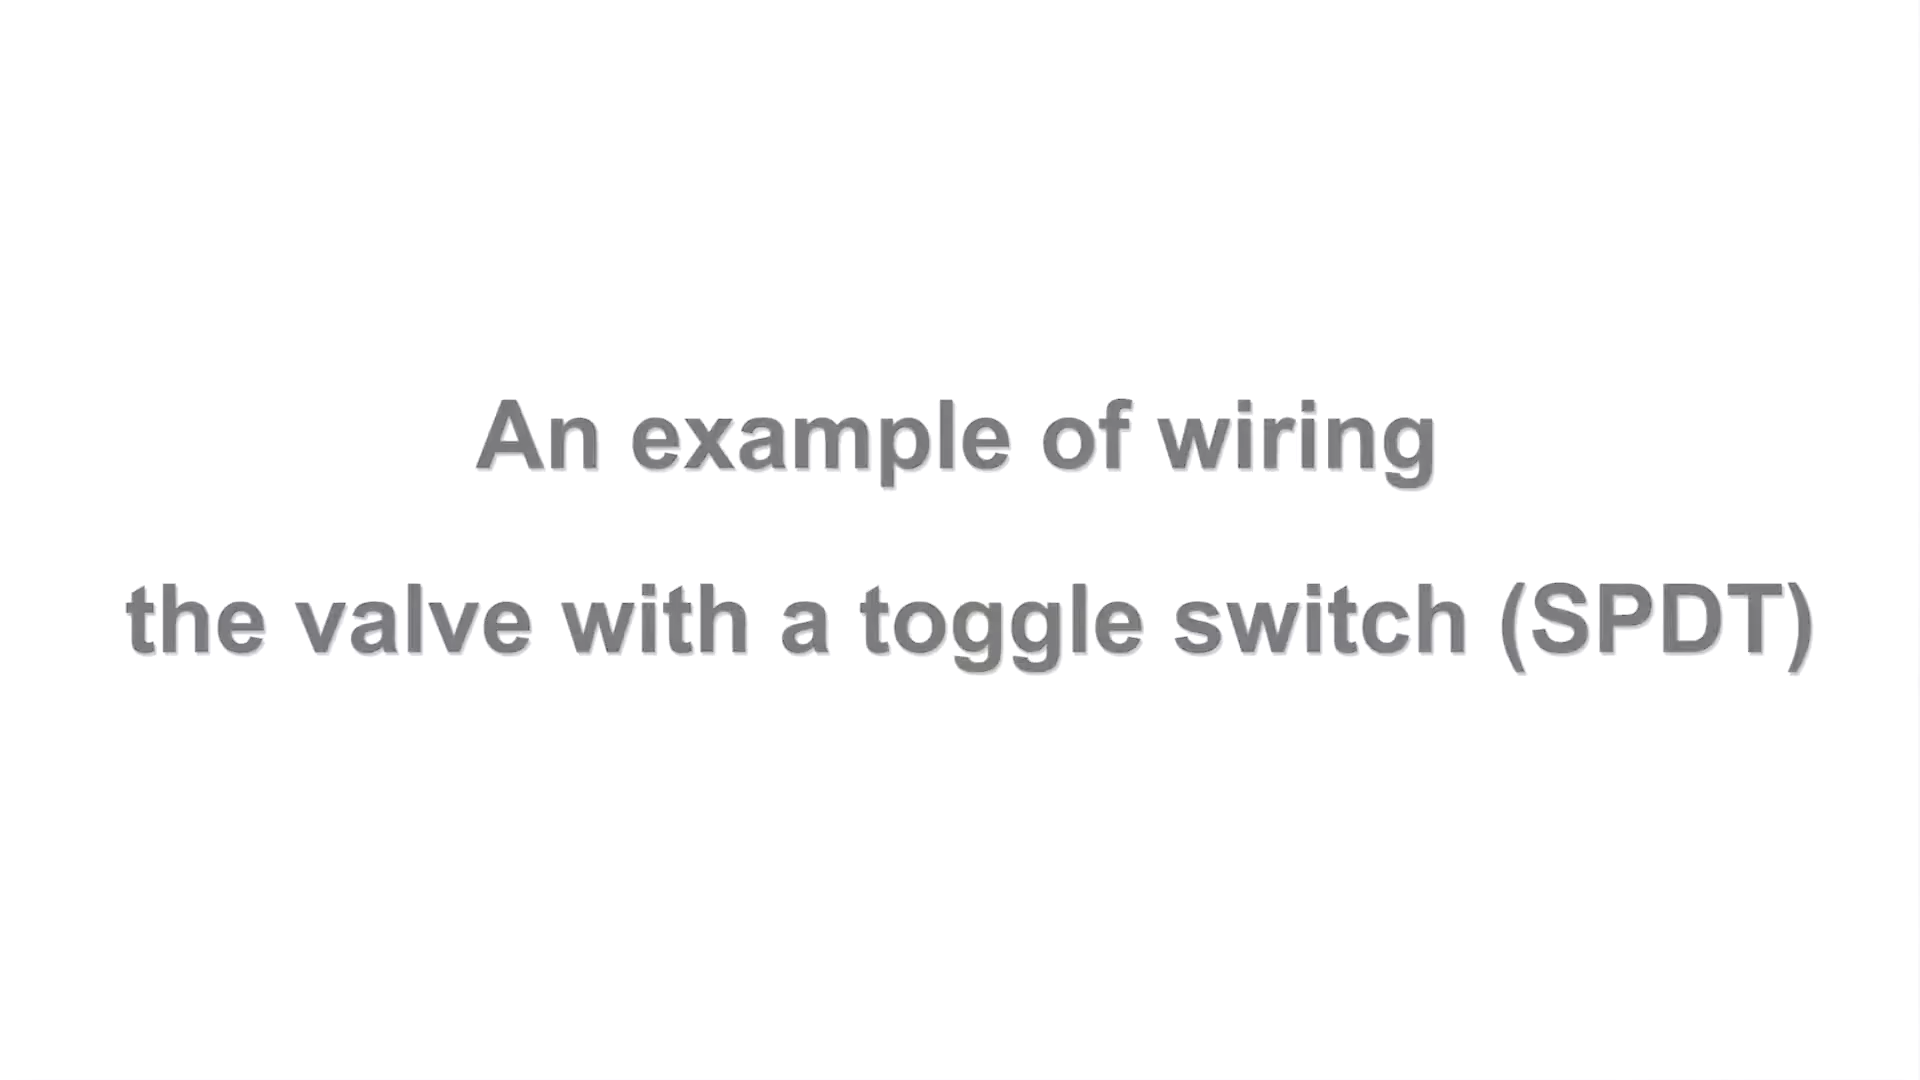 An example of wiring
the valve with a toggle switch (SPDT)